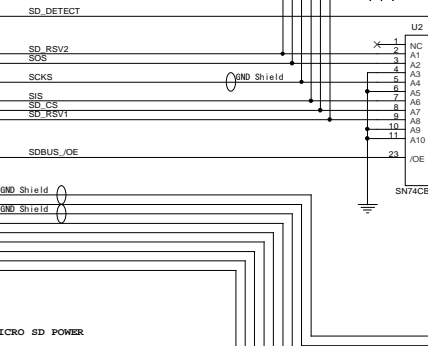 SD_DETECT
U2
SD_RSV2
SOS
SCKS
GND Shield
SIS
SD_CS
SD_RSV1
SDBUS_/OE
1 NC
2 A1
3 A2
4 A3
5 A4
6 A5
7 A6
8 A7
9 A8
10 A9
11 A10
23 /OE
SN74CB
GND Shield
GND Shield
ICRO SD POWER